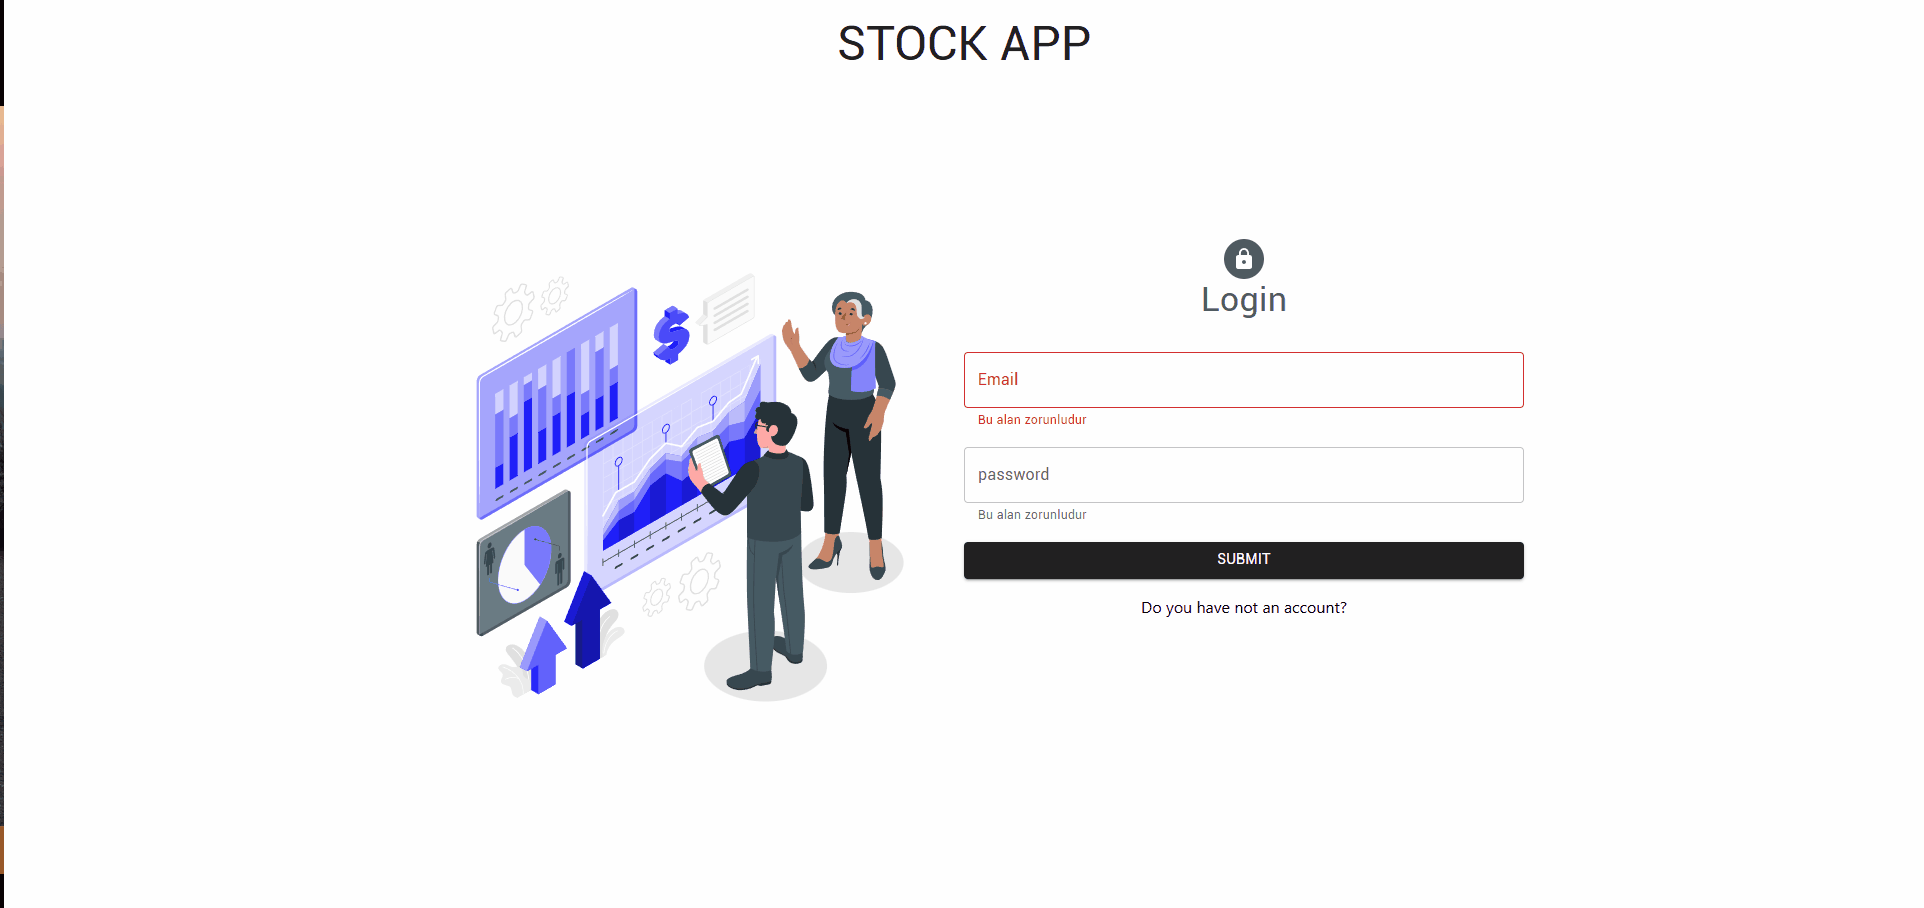 STOCK APP
Login
Email
Bu alan zorunludur
password
Bu alan zorunludur
SUBMIT
Do you have not an account?